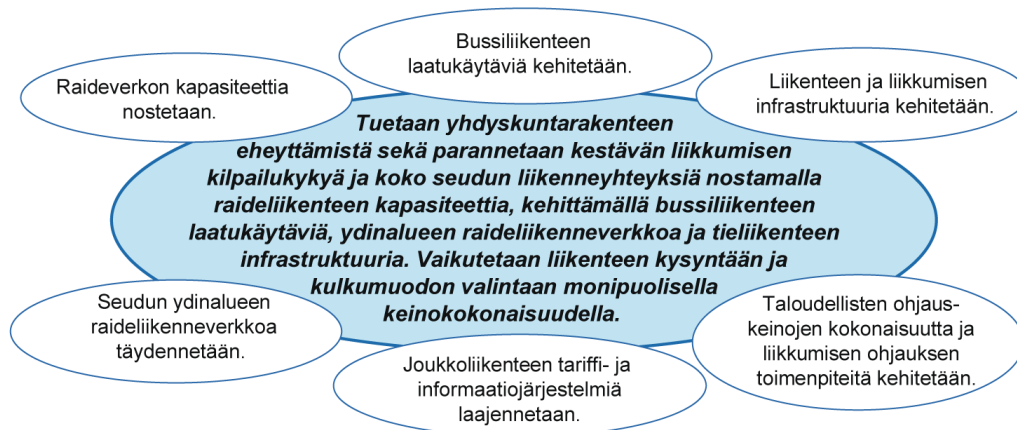 Bussiliikenteen
laatukäytäviä kehitetään.
Raideverkon kapasiteettia
nostetaan.
Liikenteen ja liikkumisen
infrastruktuuria kehitetään.
Tuetaan yhdyskuntarakenteen
eheyttämistä sekä parannetaan kestävän liikkumisen
kilpailukykyä ja koko seudun liikenneyhteyksiä nostamalla
raideliikenteen kapasiteettia, kehittämällä bussiliikenteen
laatukäytäviä, ydinalueen raideliikenneverkkoa ja tieliikenteen
infrastruktuuria. Vaikutetaan liikenteen kysyntään ja
kulkumuodon valintaan monipuolisella
keinokokonaisuudella.
Seudun ydinalueen
raideliikenneverkkoa
täydennetään.
Joukkoliikenteen tariffi- ja
informaatiojärjestelmiä
laajennetaan.
Taloudellisten ohjaus-
keinojen kokonaisuutta ja
liikkumisen ohjauksen
toimenpiteitä kehitetään.